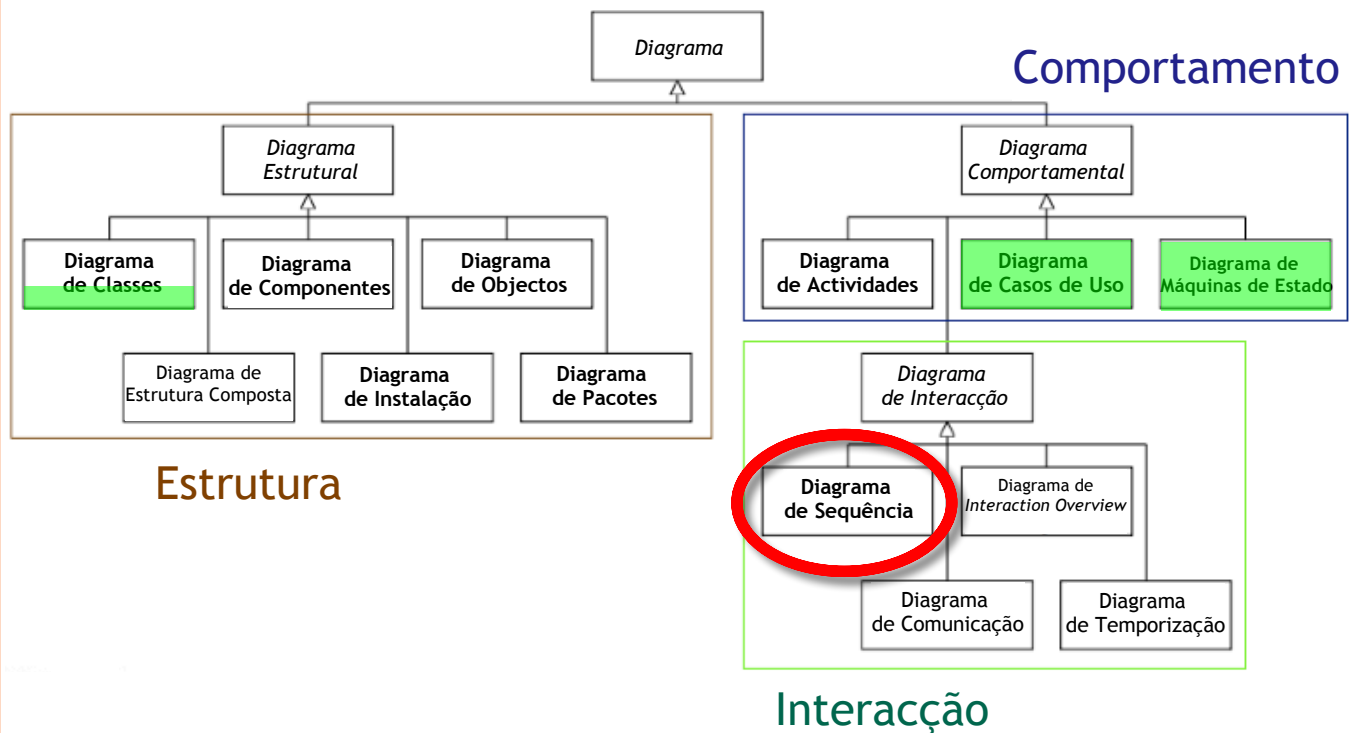 Diagrama
Comportamento
Diagrama
Estrutural
Diagrama
Comportamental
Diagrama
de Classes
Diagrama
de Componentes
Diagrama
de Objectos
Diagrama
de Actividades
Diagrama
de Casos de Uso
Diagrama de
Máquinas de Estado
Diagrama de
Estrutura Composta
Diagrama
de Instalação
Diagrama
de Pacotes
Diagrama
de Interacção
Estrutura
Diagrama
de Sequência
Diagrama de
Interaction Overview
Diagrama
de Comunicação
Diagrama
de Temporização
Interacção